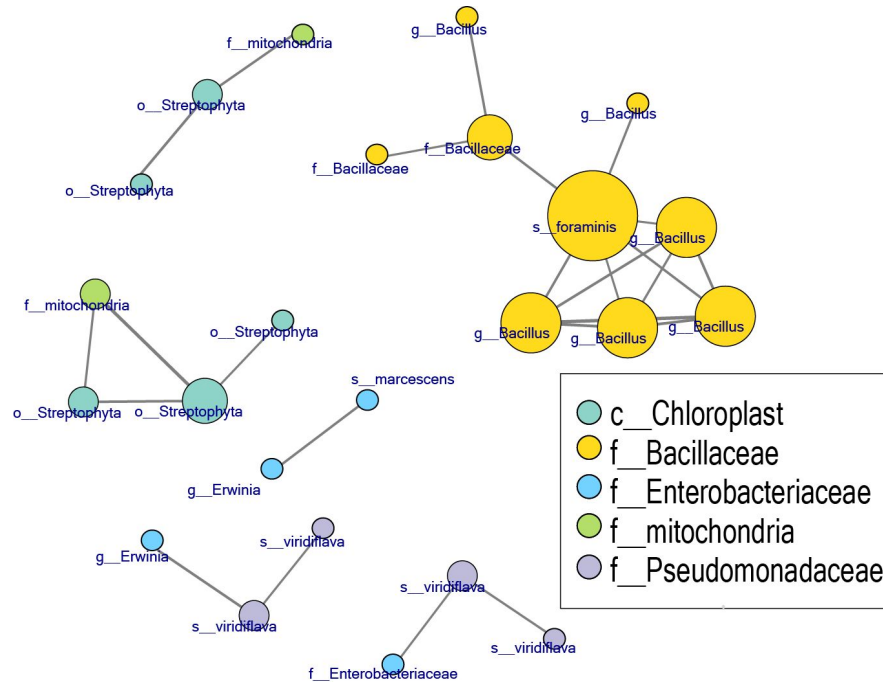 g__Bacillus
f__mitochondria
o__Streptophyta
g__Bacillus
f__Bacillaceae
f__Bacillaceae
o__Streptophyta
s__foraminis
g__Bacillus
f__mitochondria
o__Streptophyta
g__Bacillus
g__Bacillus
g__Bacillus
s__marcescens
o__Streptophyta
o__Streptophyta
g__Erwinia
c__Chloroplast
f__Bacillaceae
f__Enterobacteriaceae
f__mitochondria
f__Pseudomonadaceae
g__Erwinia
s__viridiflava
s__viridiflava
s__viridiflava
s__viridiflava
f__Enterobacteriaceae